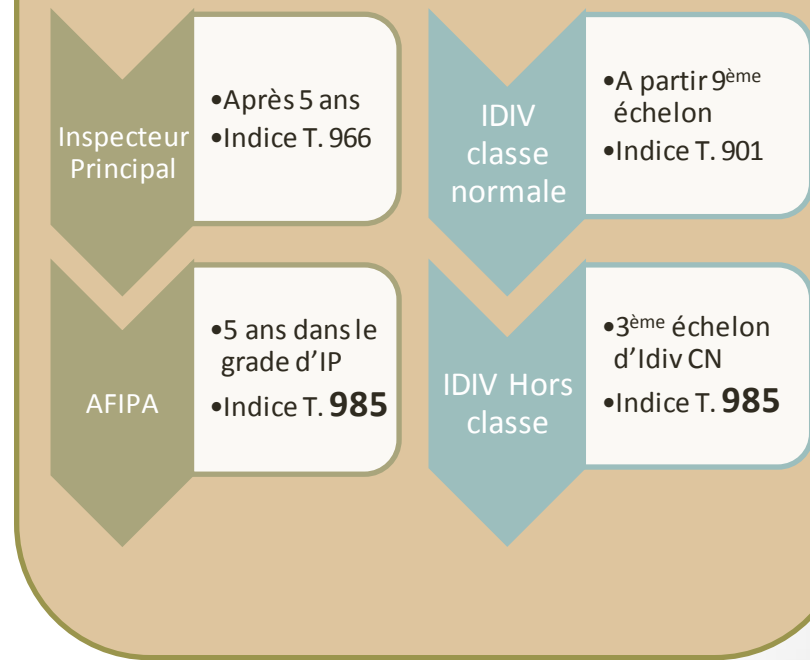 Inspecteur
Principal
•Après 5 ans
•Indice T. 966
IDIV
classe
normale
•A partir 9ème
échelon
•Indice T. 901
AFIPA
•5 ans dans le
grade d’IP
•Indice T. 985
IDIV Hors
classe
•3ème échelon
d’Idiv CN
•Indice T. 985